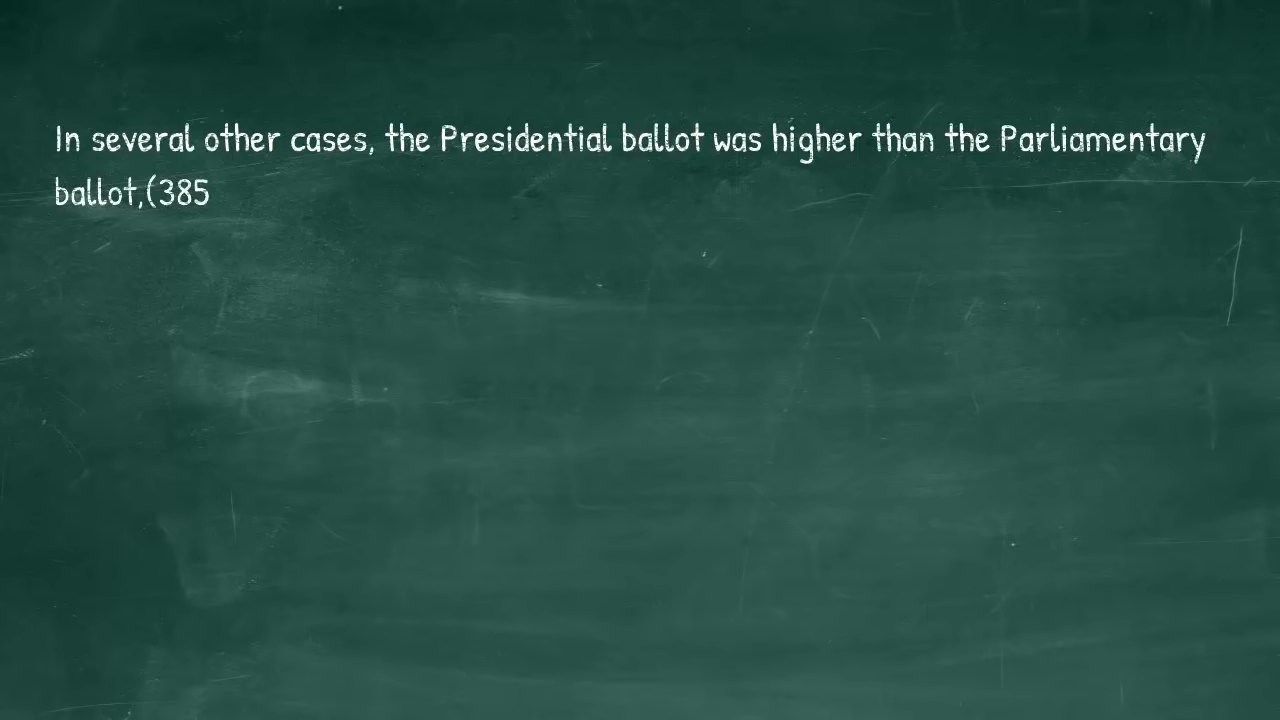 In several other cases, the Presidential ballot was higher than the Parliamentary
ballot,(385